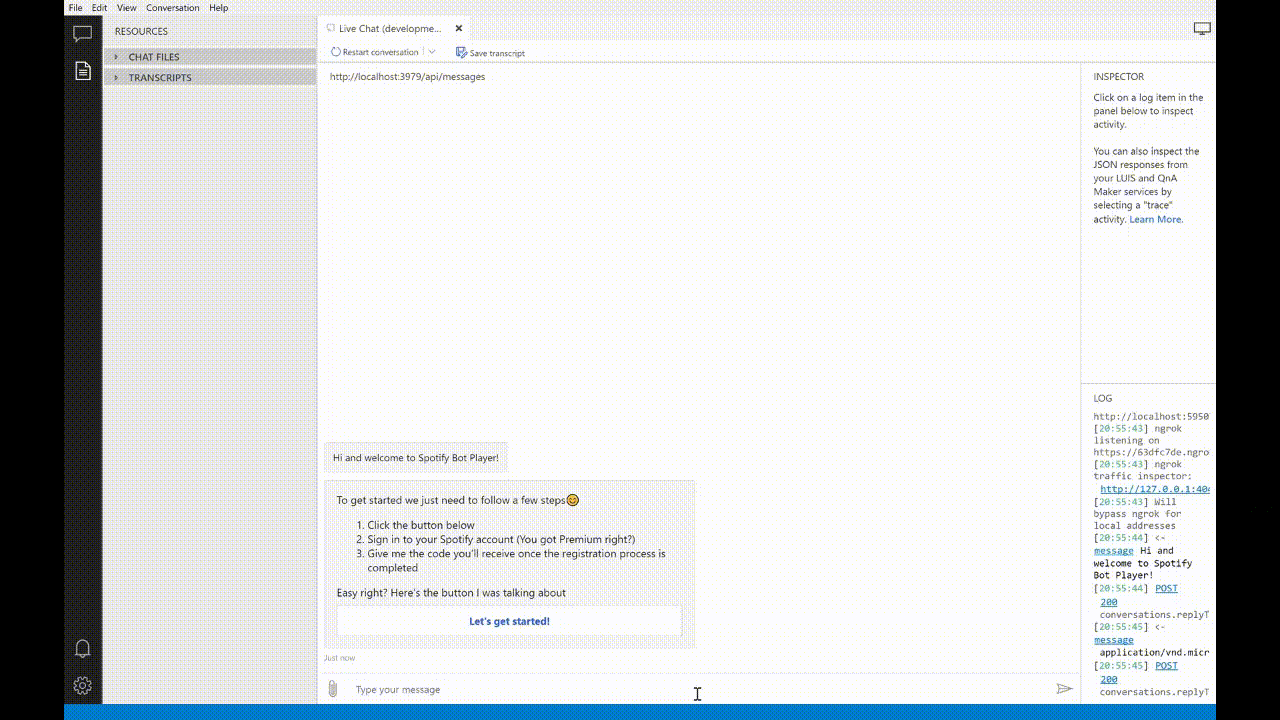 File Edit View Conversation Help
RESOURCES
CHAT FILES
TRANSCRIPTS
Live Chat (developme...
Restart conversation
Save transcript
http://localhost:3979/api/messages
Hi and welcome to Spotify Bot Player!
To get started we just need to follow a few steps😊
1. Click the button below
2. Sign in to your Spotify account (You got Premium right?)
3. Give me the code you'll receive once the registration process is
completed
Easy right? Here's the button I was talking about
Let's get started!
Just now
Type your message
INSPECTOR
Click on a log item in the
panel below to inspect
activity.
You can also inspect the
JSON responses from
your LUIS and QnA
Maker services by
selecting a "trace"
activity. Learn More.
LOG
http://localhost:5950
[20:55:43] ngrok
listening on
https://63dfc7de.ngro
[20:55:43] ngrok
traffic inspector:
http://127.0.0.1:404
[20:55:43] Will
bypass ngrok for
local addresses
[20:55:44] <-
message Hi and
welcome to Spotify
Bot Player!
[20:55:44] POST
200
conversations.replyT
[20:55:45] <-
message
application/vnd.micr
[20:55:45] POST
200
conversations.replyT